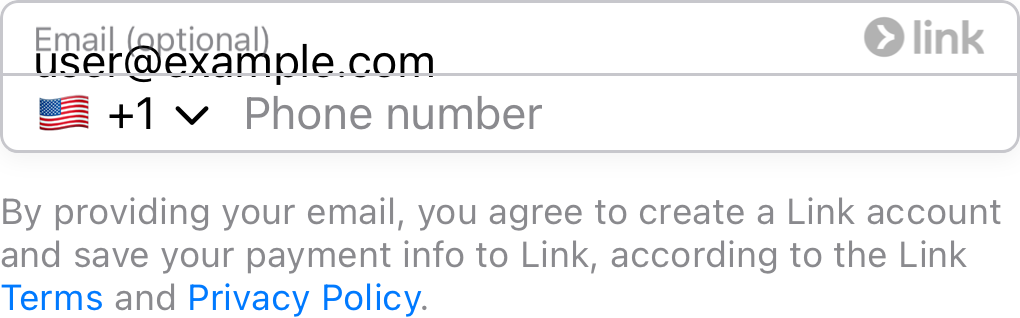 Email (optional) link
user@example.com
+1 Phone number
By providing your email, you agree to create a Link account
and save your payment info to Link, according to the Link
Terms and Privacy Policy.